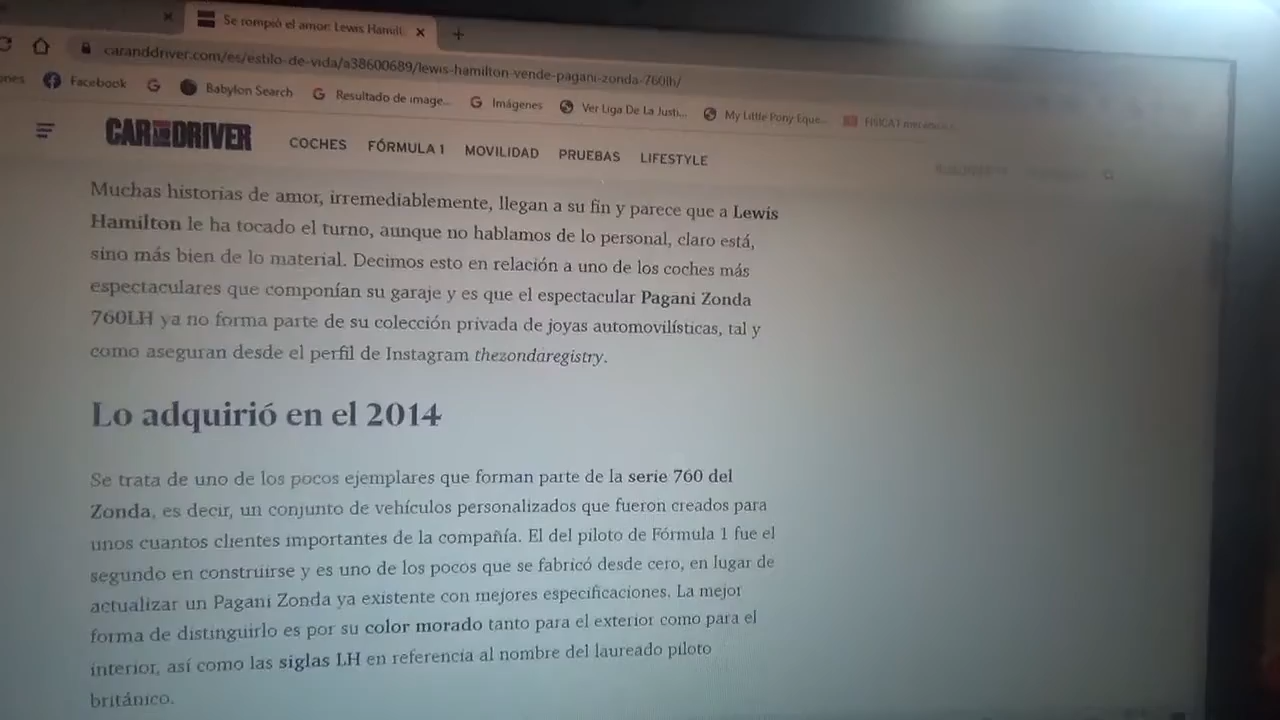 Se rompió el amor: Lewis Hamil
caranddriver.com/es/estilo-de-vida/a38600689/lewis-hamilton-vende-pagani-zonda-760lh/
Facebook
Babylon Search
Resultado de image...
Imágenes
Ver Liga De La Justi...
My Little Pony Eque...
CAR AND DRIVER
COCHES
FÓRMULA 1
MOVILIDAD
PRUEBAS
LIFESTYLE
Muchas historias de amor, irremediablemente, llegan a su fin y parece que a Lewis
Hamilton le ha tocado el turno, aunque no hablamos de lo personal, claro está,
sino más bien de lo material. Decimos esto en relación a uno de los coches más
espectaculares que componían su garaje y es que el espectacular Pagani Zonda
760LH ya no forma parte de su colección privada de joyas automovilísticas, tal y
como aseguran desde el perfil de Instagram thezondaregistry.
Lo adquirió en el 2014
Se trata de uno de los pocos ejemplares que forman parte de la serie 760 del
Zonda, es decir, un conjunto de vehículos personalizados que fueron creados para
unos cuantos clientes importantes de la compañía. El del piloto de Fórmula 1 fue el
segundo en construirse y es uno de los pocos que se fabricó desde cero, en lugar de
actualizar un Pagani Zonda ya existente con mejores especificaciones. La mejor
forma de distinguirlo es por su color morado tanto para el exterior como para el
interior, así como las siglas LH en referencia al nombre del laureado piloto
británico.